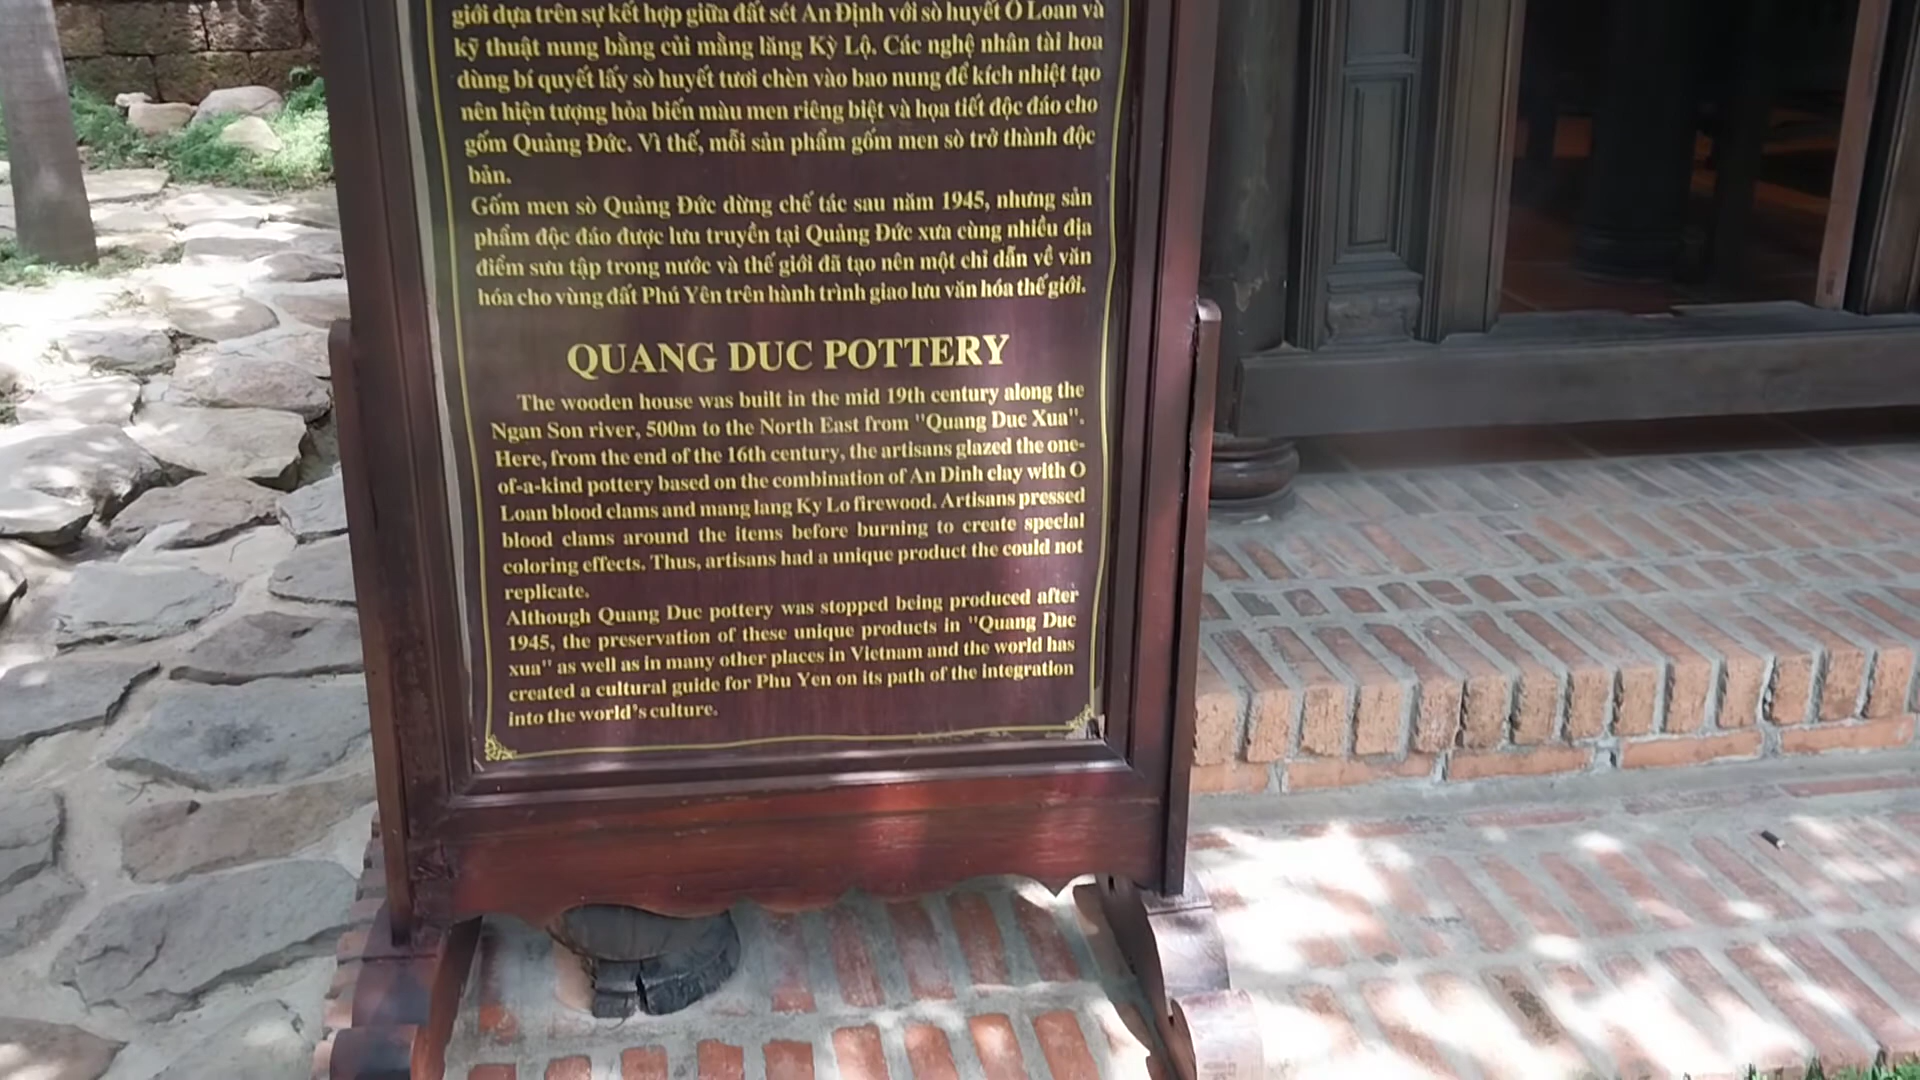 giới dựa trên sự kết hợp giữa đất sét An Định với sò huyết Ô Loan và
kỹ thuật nung bằng củi mằng lăng Kỳ Lộ. Các nghệ nhân tài hoa
dùng bí quyết lấy sò huyết tươi chèn vào bao nung để kích nhiệt tạo
nên hiện tượng hỏa biến màu men riêng biệt và họa tiết độc đáo cho
gốm Quảng Đức. Vì thế, mỗi sản phẩm gốm men sò trở thành độc
bản.
Gốm men sò Quảng Đức dừng chế tác sau năm 1945, nhưng sản
phẩm độc đáo được lưu truyền tại Quảng Đức xưa cùng nhiều địa
điểm sưu tập trong nước và thế giới đã tạo nên một chỉ dẫn về văn
hóa cho vùng đất Phú Yên trên hành trình giao lưu văn hóa thế giới.
QUANG DUC POTTERY
The wooden house was built in the mid 19th century along the
Ngan Son river, 500m to the North East from "Quang Duc Xua".
Here, from the end of the 16th century, the artisans glazed the one-
of-a-kind pottery based on the combination of An Dinh clay with O
Loan blood clams and mang lang Ky Lo firewood. Artisans pressed
blood clams around the items before burning to create special
coloring effects. Thus, artisans had a unique product the could not
replicate.
Although Quang Duc pottery was stopped being produced after
1945, the preservation of these unique products in "Quang Duc
xua" as well as in many other places in Vietnam and the world has
created a cultural guide for Phu Yen on its path of the integration
into the world's culture.